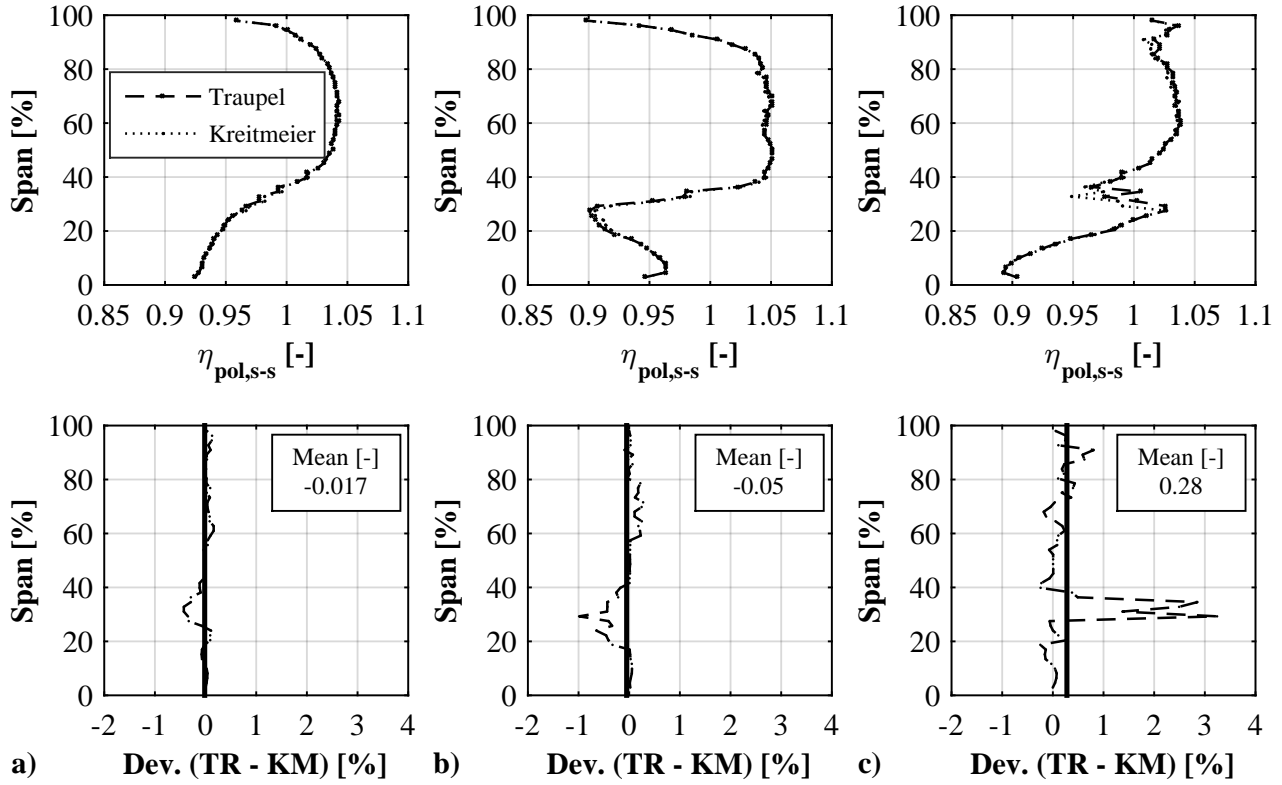 100
80
60
40
20
0
Span [%]
Traupel
Kreitmeier
0.85 0.9 0.95 1 1.05 1.1
ηpol,s-s [-]
100
80
60
40
20
0
Span [%]
0.85 0.9 0.95 1 1.05 1.1
ηpol,s-s [-]
100
80
60
40
20
0
Span [%]
0.85 0.9 0.95 1 1.05 1.1
ηpol,s-s [-]
100
80
60
40
20
0
Span [%]
Mean [-]
-0.017
-2 -1 0 1 2 3 4
a) Dev. (TR - KM) [%]
100
80
60
40
20
0
Span [%]
Mean [-]
-0.05
-2 -1 0 1 2 3 4
b) Dev. (TR - KM) [%]
100
80
60
40
20
0
Span [%]
Mean [-]
0.28
-2 -1 0 1 2 3 4
c) Dev. (TR - KM) [%]